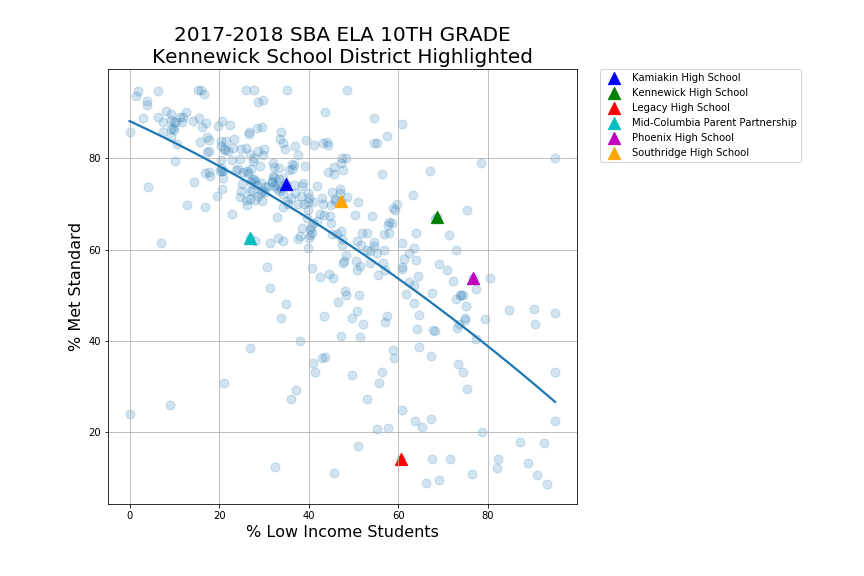 2017-2018 SBA ELA 10TH GRADE
Kennewick School District Highlighted
Kamiakin High School
Kennewick High School
Legacy High School
Mid-Columbia Parent Partnership
Phoenix High School
Southridge High School
% Met Standard
80
60
40
20
0
20
40
60
80
% Low Income Students